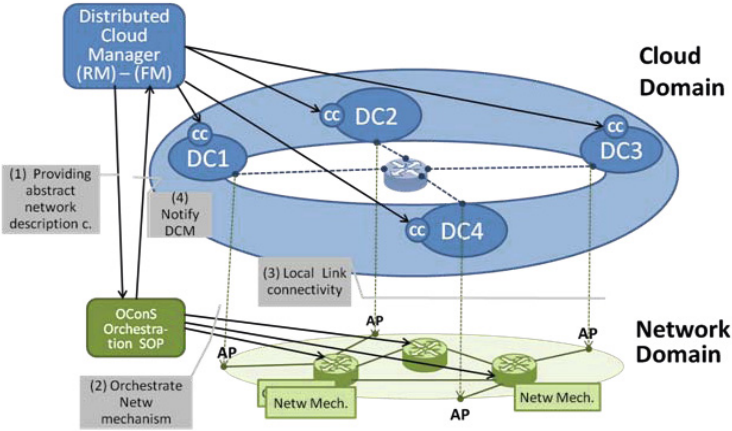 Distributed
Cloud
Manager
(RM) – (FM)
Cloud
Domain
CC
DC1
CC
DC2
CC
DC3
CC
DC4
(1) Providing
abstract
network
description c.
(4)
Notify
DCM
(3) Local Link
connectivity
OConS
Orchestra-
tion SOP
(2) Orchestrate
Netw
mechanism
AP
AP
AP
AP
Network
Domain
Netw Mech.
Netw Mech.